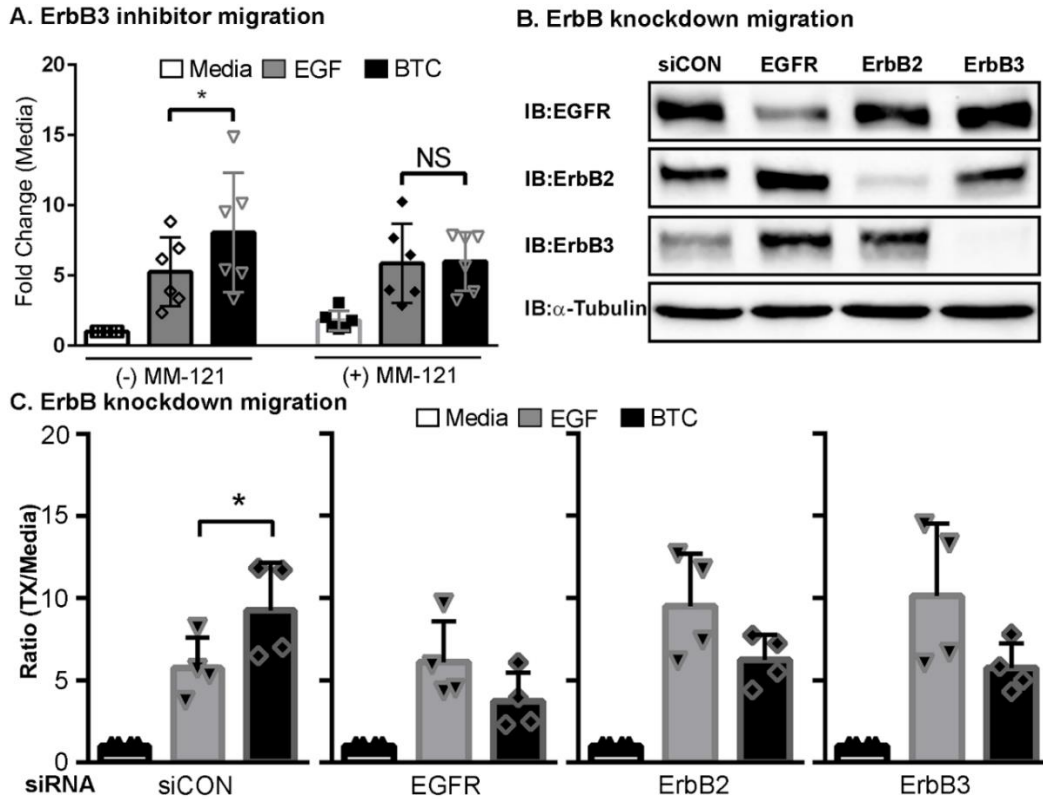 A. ErbB3 inhibitor migration
Media EGF BTC
Fold Change (Media)
20
15
10
5
0
*
NS
(-) MM-121 (+) MM-121
B. ErbB knockdown migration
siCON EGFR ErbB2 ErbB3
IB:EGFR
IB:ErbB2
IB:ErbB3
IB:α-Tubulin
C. ErbB knockdown migration
Media EGF BTC
Ratio (TX/Media)
20
15
10
5
0
*
siRNA siCON EGFR ErbB2 ErbB3